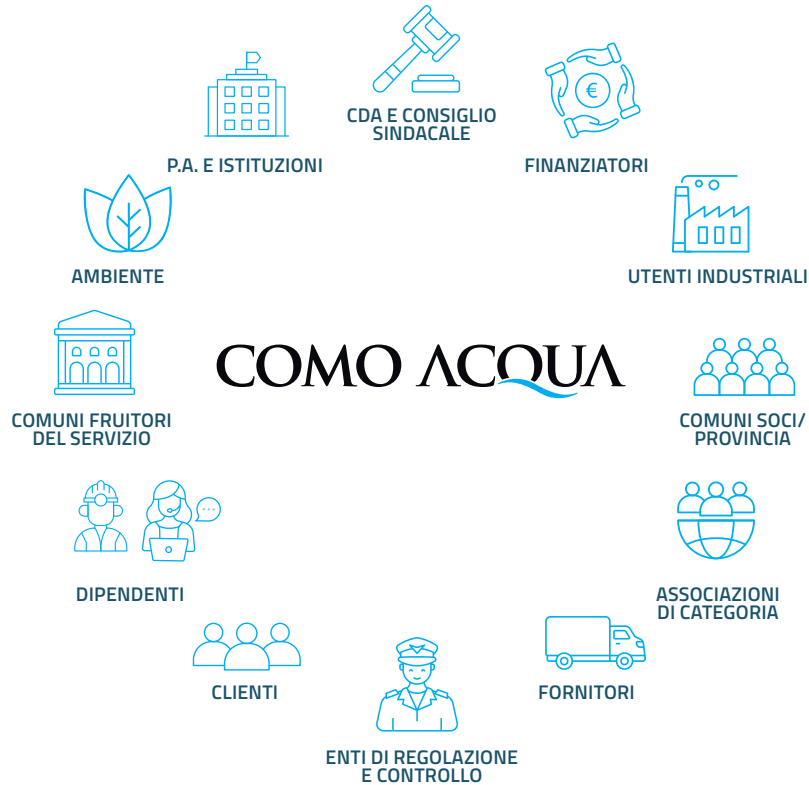 CDA E CONSIGLIO
SINDACALE
P.A. E ISTITUZIONI
€
FINANZIATORI
AMBIENTE
UTENTI INDUSTRIALI
COMO ACQUA
COMUNI FRUITORI
DEL SERVIZIO
COMUNI SOCI/
PROVINCIA
DIPENDENTI
ASSOCIAZIONI
DI CATEGORIA
CLIENTI
FORNITORI
ENTI DI REGOLAZIONE
E CONTROLLO